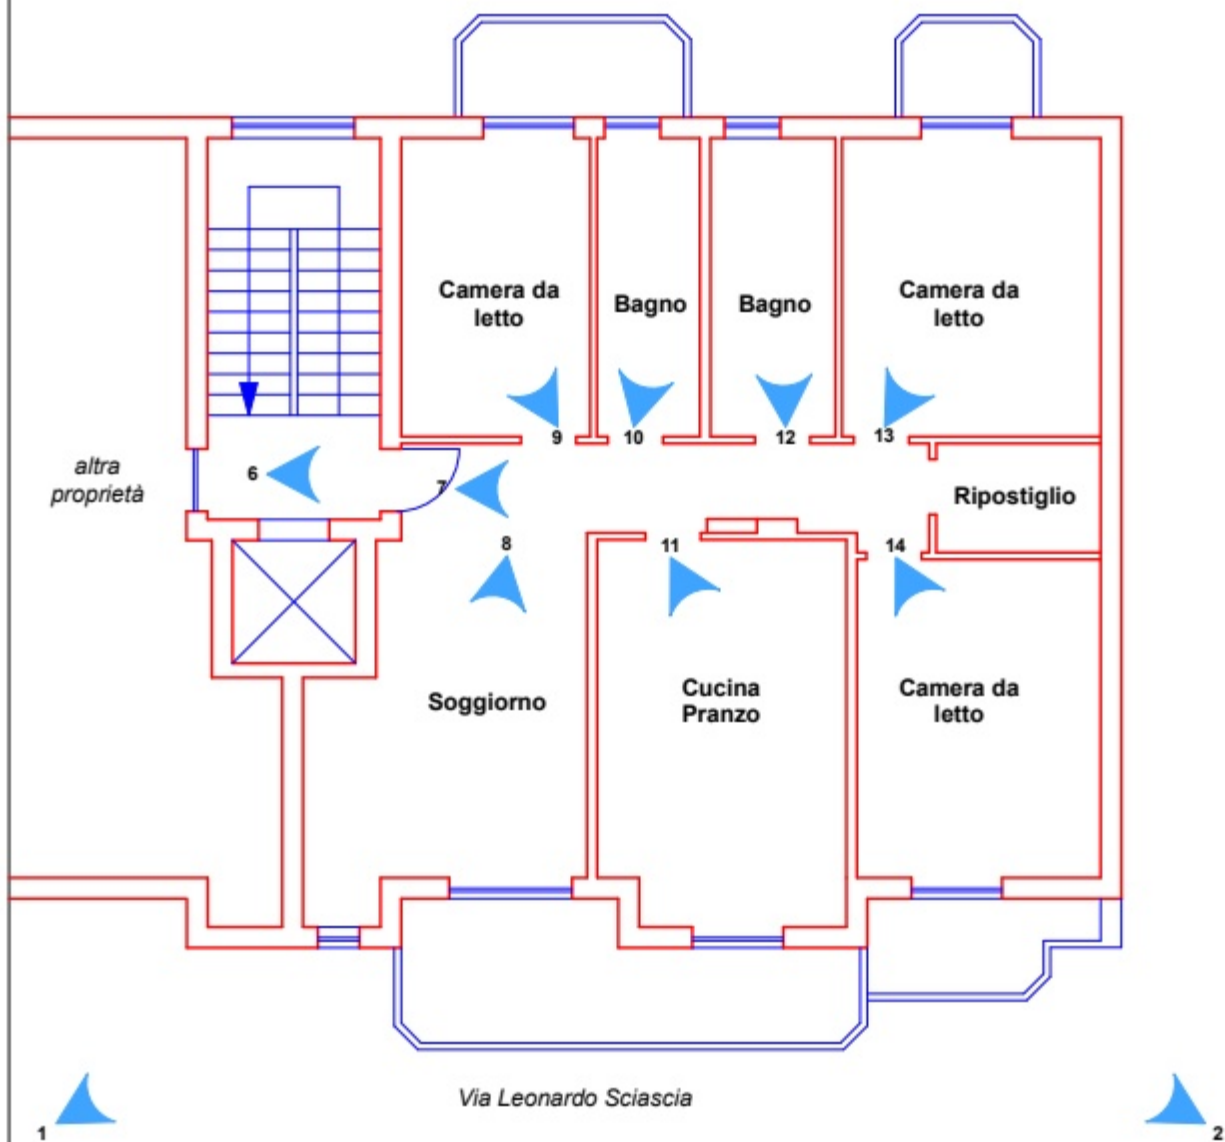 Camera da
letto
Bagno
Bagno
Camera da
letto
9
10
12
13
altra
proprietà
6
7
Ripostiglio
8
11
14
Soggiorno
Cucina
Pranzo
Camera da
letto
Via Leonardo Sciascia
1
2